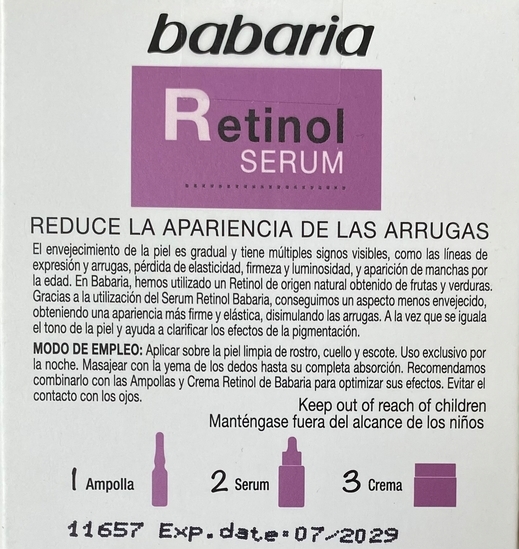 babaria
Retinol
SERUM
REDUCE LA APARIENCIA DE LAS ARRUGAS
El envejecimiento de la piel es gradual y tiene múltiples signos visibles, como las líneas de
expresión y arrugas, pérdida de elasticidad, firmeza y luminosidad, y aparición de manchas por
la edad. En Babaria, hemos utilizado un Retinol de origen natural obtenido de frutas y verduras.
Gracias a la utilización del Serum Retinol Babaria, conseguimos un aspecto menos envejecido,
obteniendo una apariencia más firme y elástica, disimulando las arrugas. A la vez que se iguala
el tono de la piel y ayuda a clarificar los efectos de la pigmentación.
MODO DE EMPLEO: Aplicar sobre la piel limpia de rostro, cuello y escote. Uso exclusivo por
la noche. Masajear con la yema de los dedos hasta su completa absorción. Recomendamos
combinarlo con las Ampollas y Crema Retinol de Babaria para optimizar sus efectos. Evitar el
contacto con los ojos.
Keep out of reach of children
Manténgase fuera del alcance de los niños
1 Ampolla 2 Serum 3 Crema
11657 Exp.date:07/2029